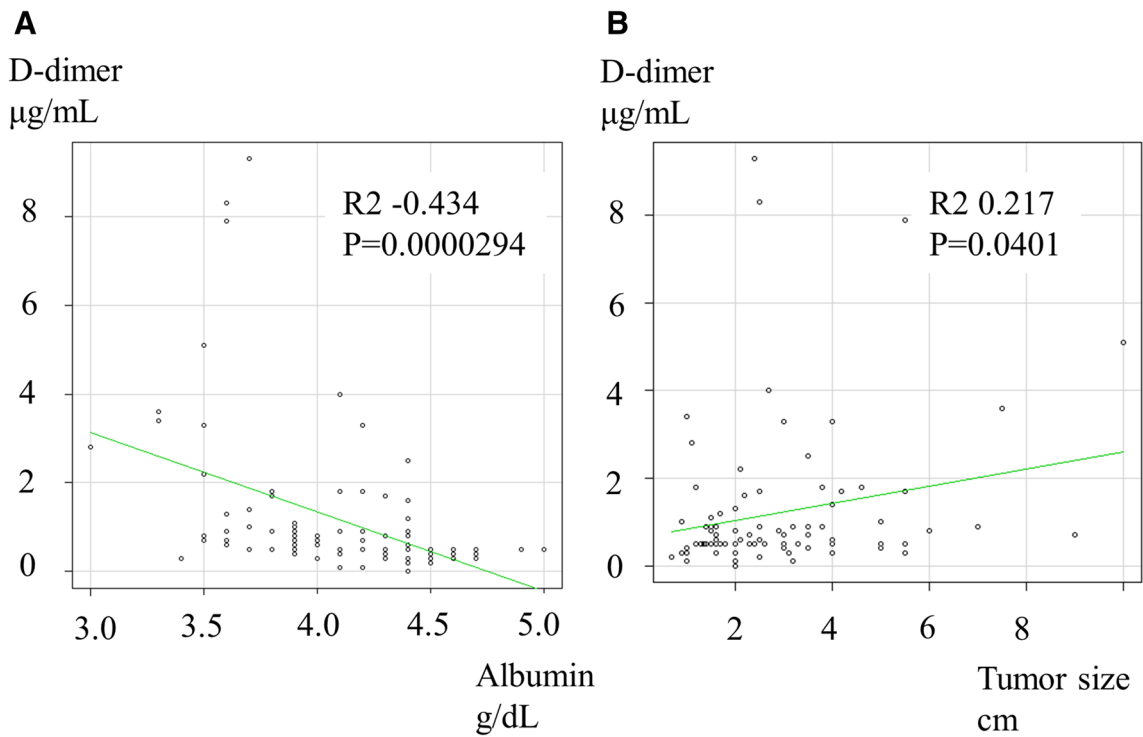 A
D-dimer
µg/mL
R2 -0.434
P=0.0000294
8
6
4
2
0
3.0 3.5 4.0 4.5 5.0
Albumin
g/dL
B
D-dimer
µg/mL
R2 0.217
P=0.0401
8
6
4
2
0
2 4 6 8
Tumor size
cm